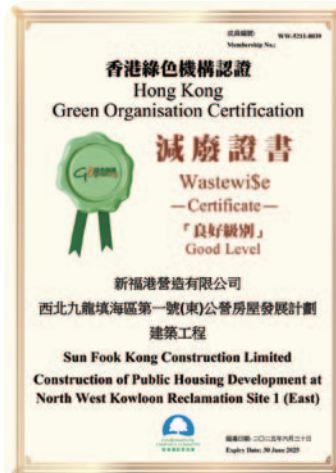 成員編號:
Membership No.:
WW-5211-0039
香港綠色機構認證
Hong Kong
Green Organisation Certification
減廢證書
Wastewi$e
—Certificate—
「良好級別」
Good Level
新福港營造有限公司
西北九龍填海區第一號(東)公營房屋發展計劃
建築工程
Sun Fook Kong Construction Limited
Construction of Public Housing Development at
North West Kowloon Reclamation Site 1 (East)
屆滿日期: 二〇二五年六月三十日
Expiry Date: 30 June 2025